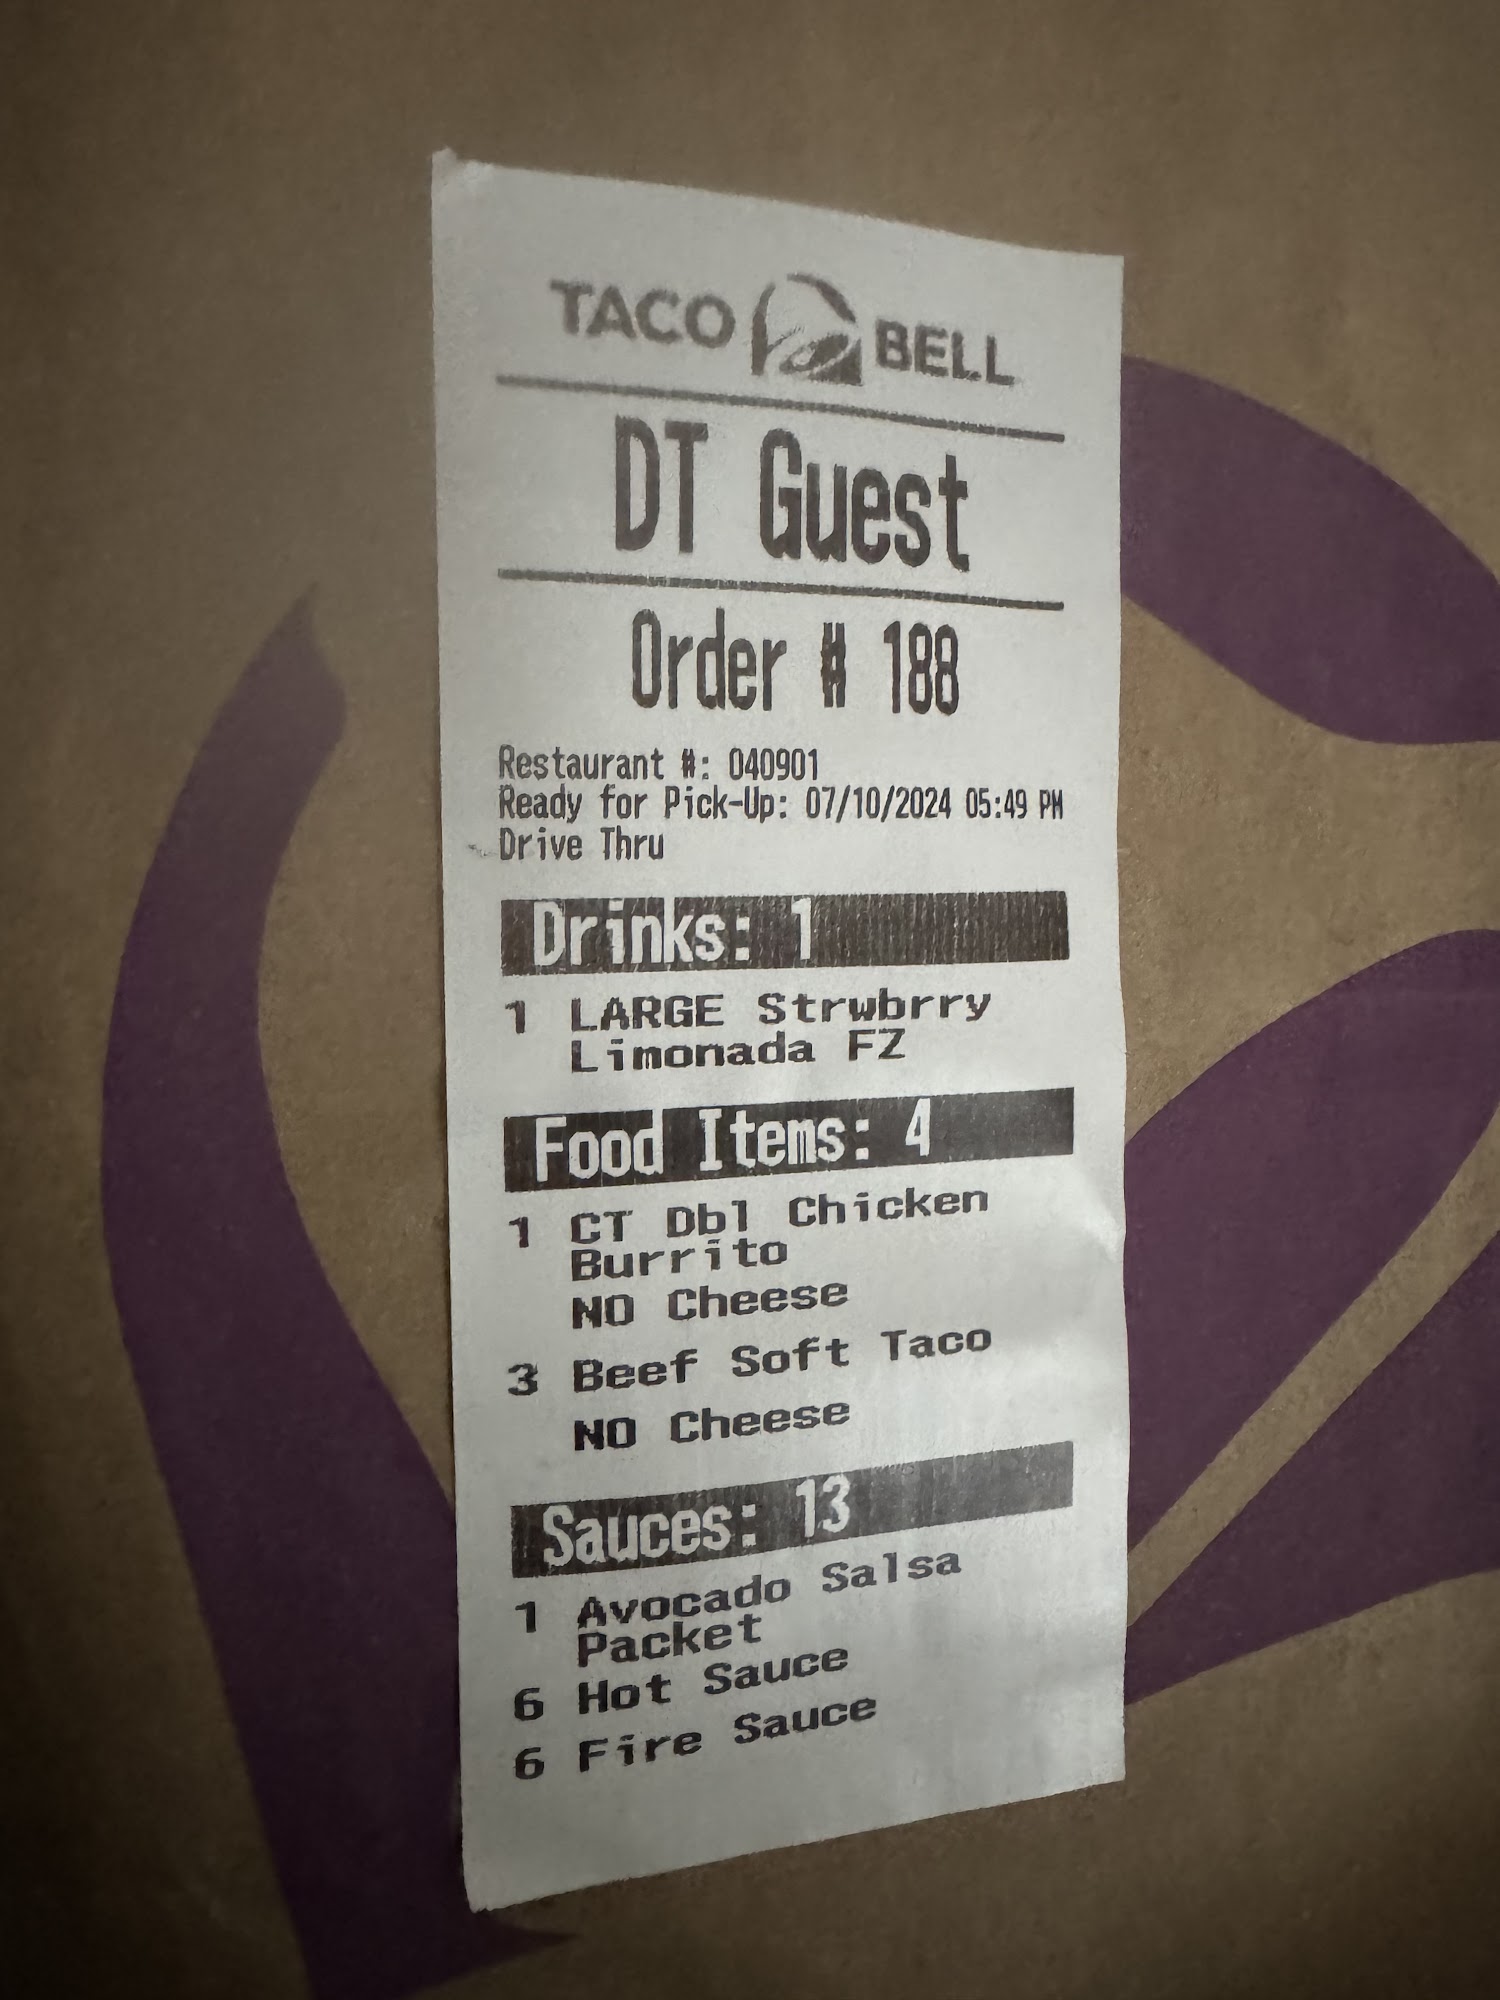 TACO BELL
DT Guest
Order # 188
Restaurant #: 040901
Ready for Pick-Up: 07/10/2024 05:49 PM
Drive Thru
Drinks: 1
1 LARGE Strwbrry
Limonada FZ
Food Items: 4
1 CT Dbl Chicken
Burrito
NO Cheese
3 Beef Soft Taco
NO Cheese
Sauces: 13
1 Avocado Salsa
Packet
6 Hot Sauce
6 Fire Sauce